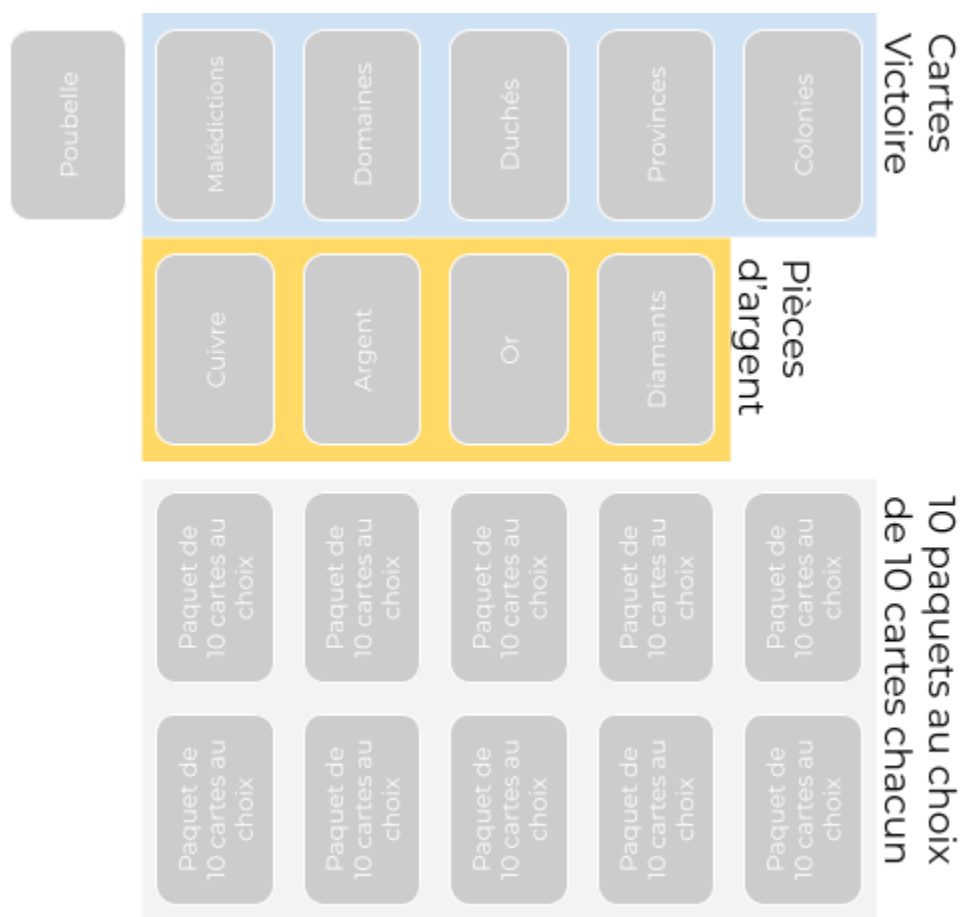 Cartes
Victoire
Poubelle
Malédictions
Domaines
Duchés
Provinces
Colonies
Pièces
d'argent
Cuivre
Argent
Or
Diamants
10 paquets au choix
de 10 cartes chacun
Paquet de
10 cartes au
choix
Paquet de
10 cartes au
choix
Paquet de
10 cartes au
choix
Paquet de
10 cartes au
choix
Paquet de
10 cartes au
choix
Paquet de
10 cartes au
choix
Paquet de
10 cartes au
choix
Paquet de
10 cartes au
choix
Paquet de
10 cartes au
choix
Paquet de
10 cartes au
choix